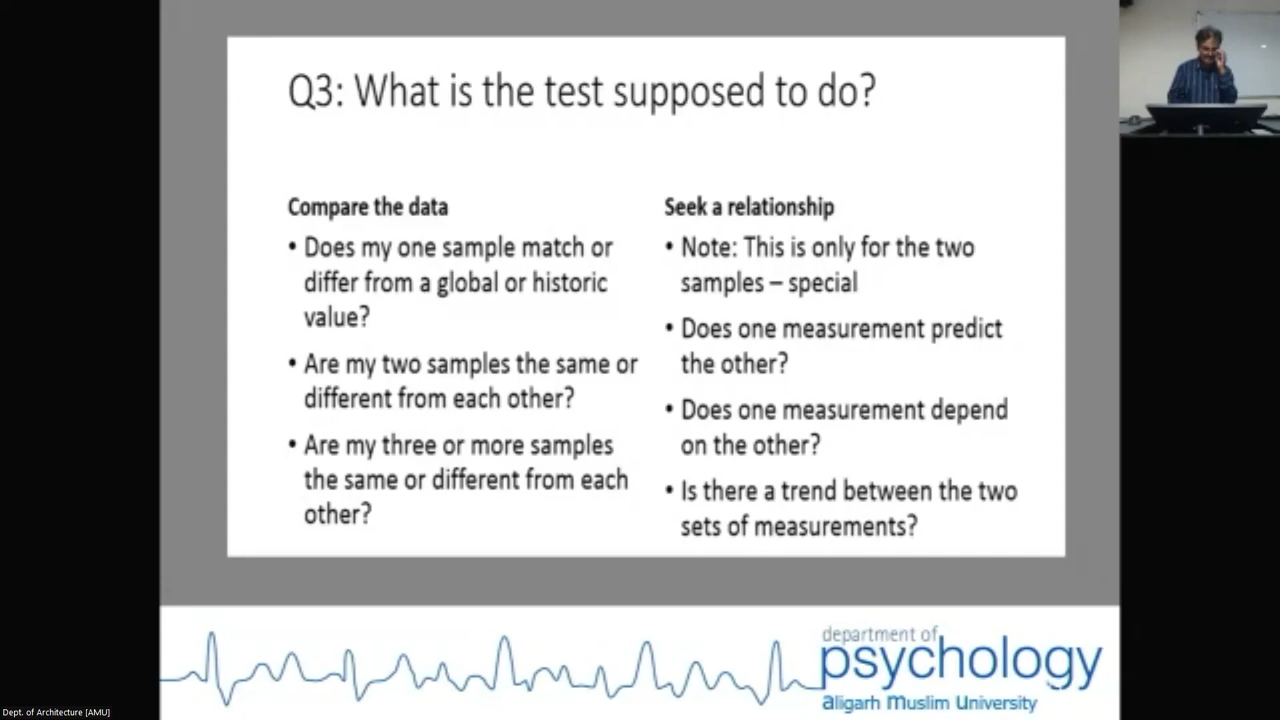 Q3: What is the test supposed to do?
Compare the data
• Does my one sample match or
differ from a global or historic
value?
• Are my two samples the same or
different from each other?
• Are my three or more samples
the same or different from each
other?
Seek a relationship
• Note: This is only for the two
samples – special
• Does one measurement predict
the other?
• Does one measurement depend
on the other?
• Is there a trend between the two
sets of measurements?
department of
psychology
aligarh muslim university
Dept. of Architecture [AMU]